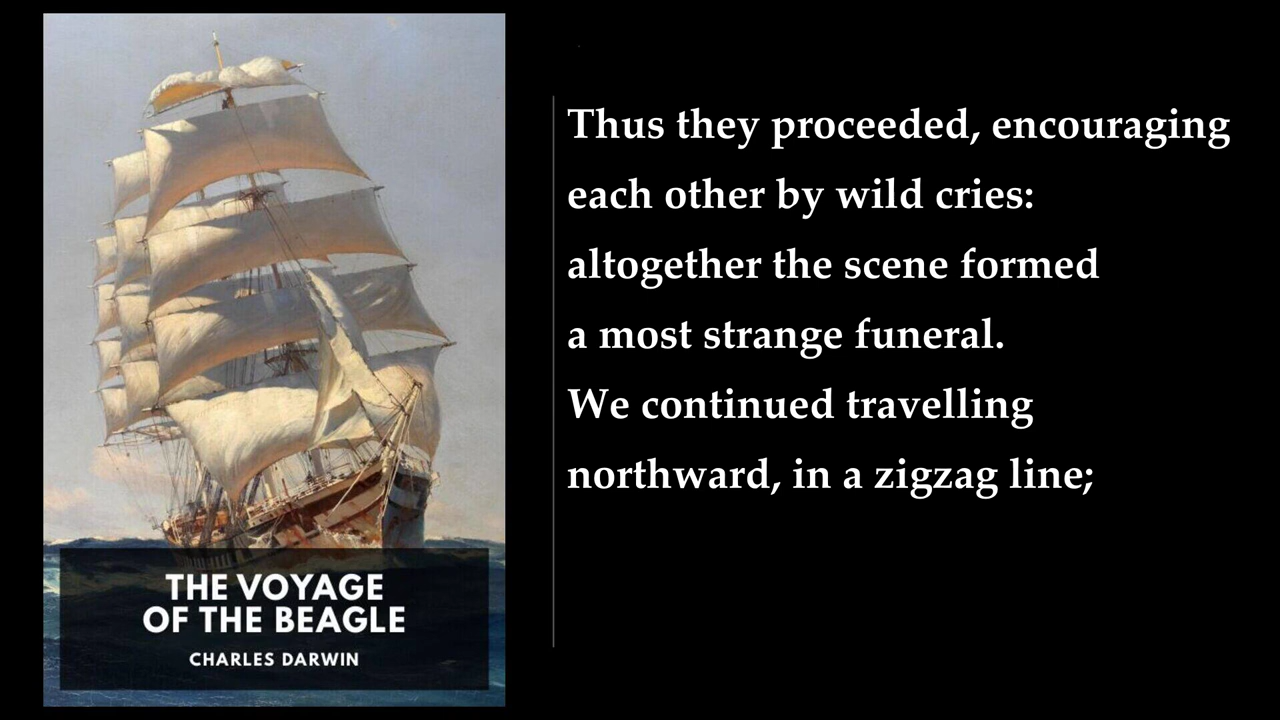 THE VOYAGE
OF THE BEAGLE
CHARLES DARWIN
Thus they proceeded, encouraging
each other by wild cries:
altogether the scene formed
a most strange funeral.
We continued travelling
northward, in a zigzag line;